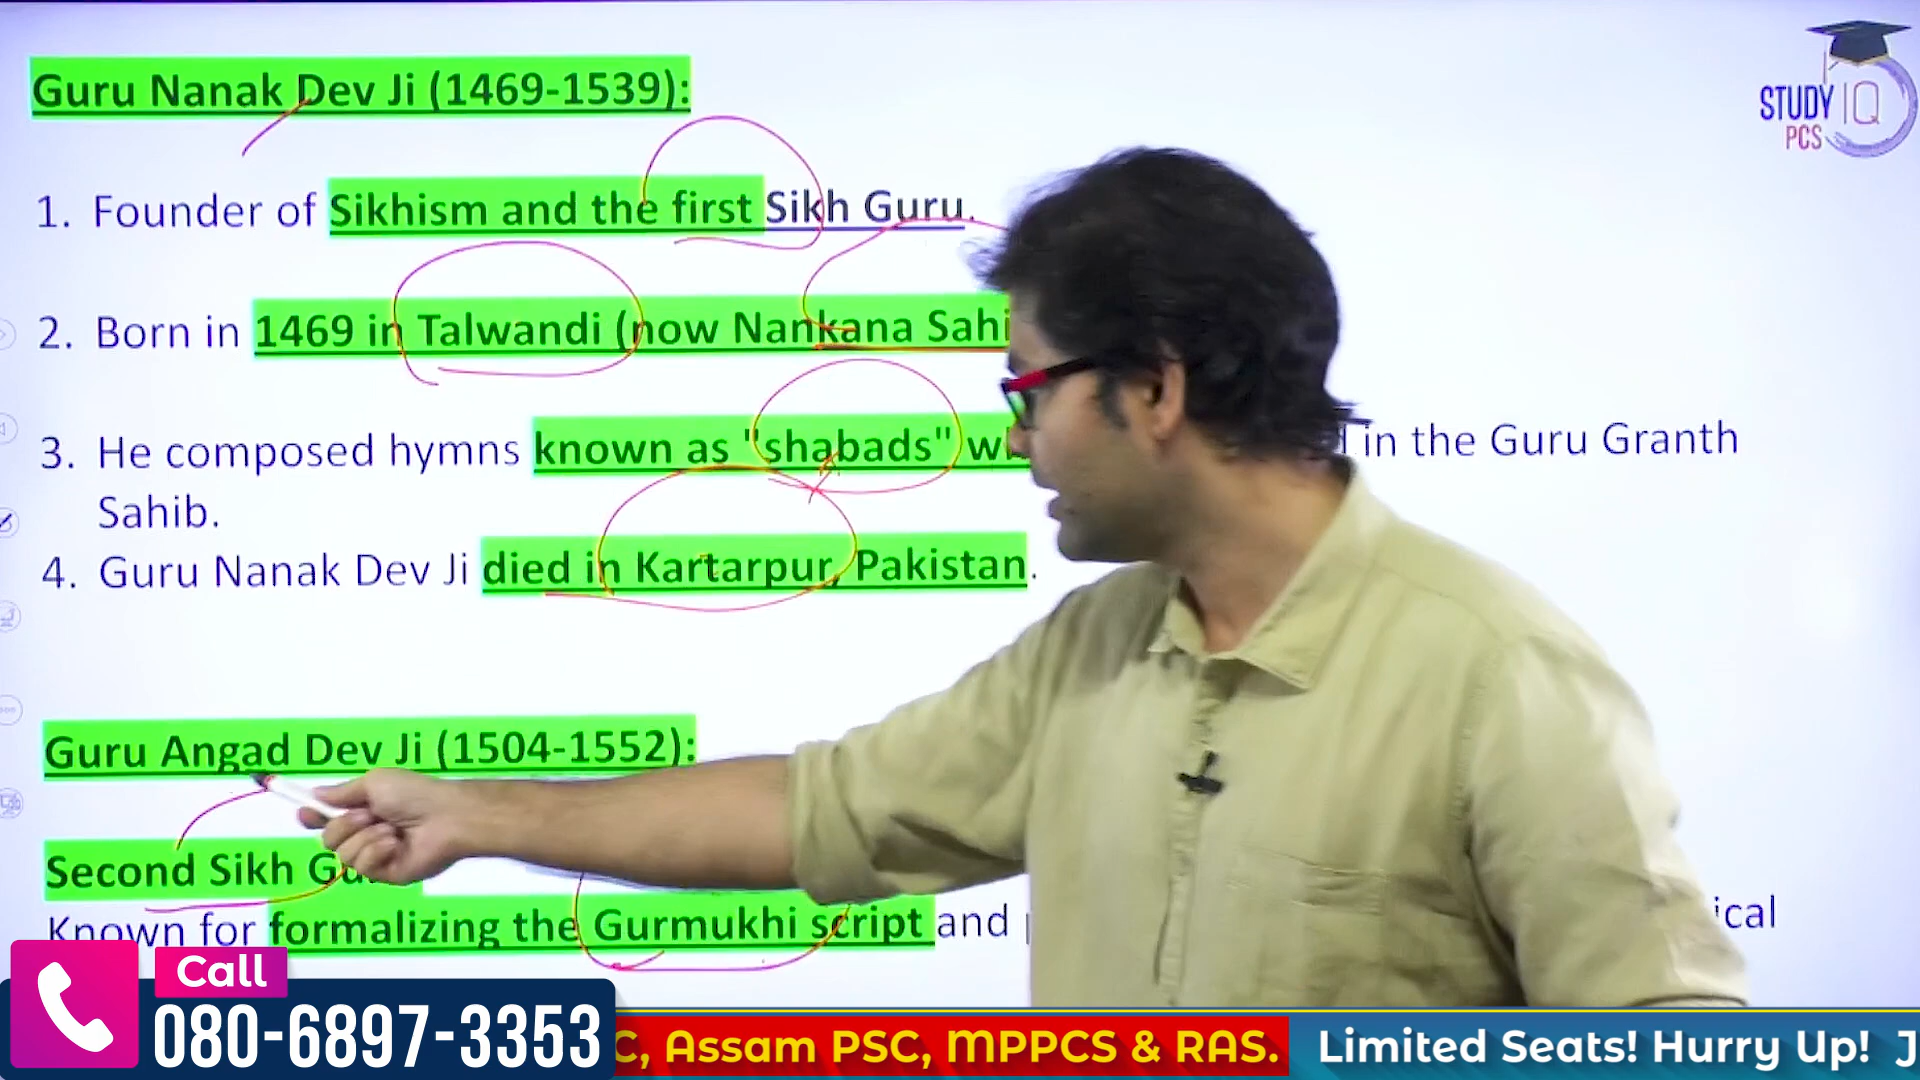 Guru Nanak Dev Ji (1469-1539):
STUDY IQ
PCS
1. Founder of Sikhism and the first Sikh Guru.
2. Born in 1469 in Talwandi (now Nankana
3. He composed hymns known as "shabads" in the Guru Granth
Sahib.
4. Guru Nanak Dev Ji died in Kartarpur, Pakistan.
Guru Angad Dev Ji (1504-1552):
Second Sikh
Known for formalizing the Gurmukhi script and
Call
080-6897-3353
Assam PSC, MPPCS & RAS. Limited Seats! Hurry Up!